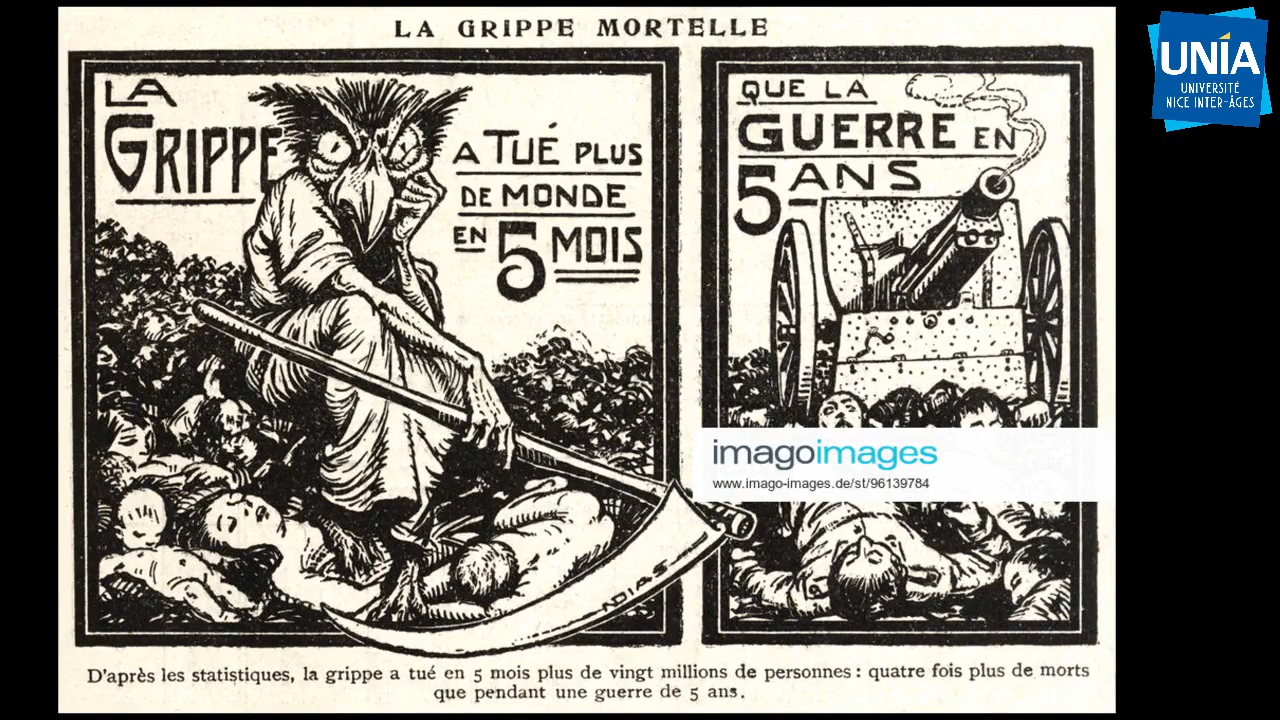 LA GRIPPE MORTELLE
LA
GRIPPE
A TUÉ PLUS
DE MONDE
EN 5 MOIS
QUE LA
GUERRE EN
5 ANS
NDIAS
imagoimages
www.imago-images.de/st/96139784
D'après les statistiques, la grippe a tué en 5 mois plus de vingt millions de personnes : quatre fois plus de morts
que pendant une guerre de 5 ans.
UNÍA
UNIVERSITÉ
NICE INTER-ÂGES